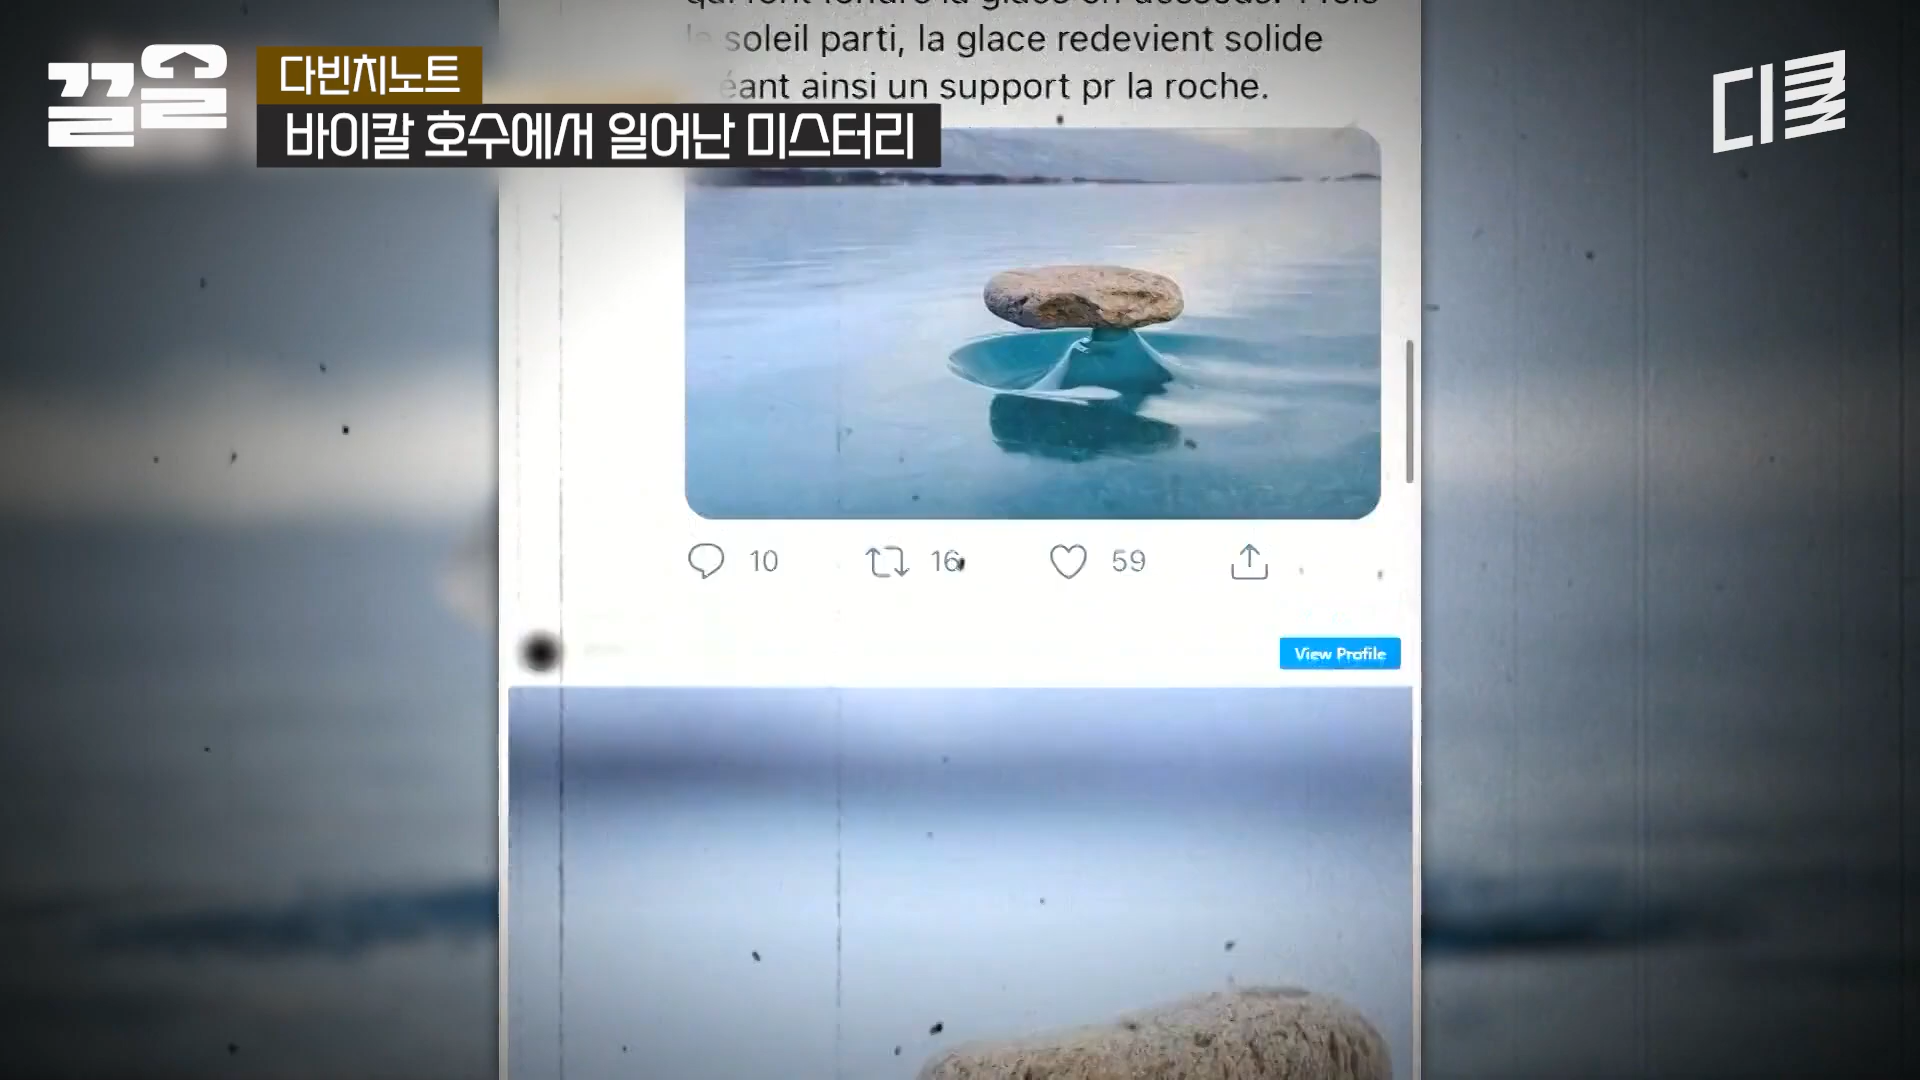 끌올
다빈치노트
바이칼 호수에서 일어난 미스터리
디클
soleil parti, la glace redevient solide
ainsi un support pr la roche.
10
16
59
View Profile